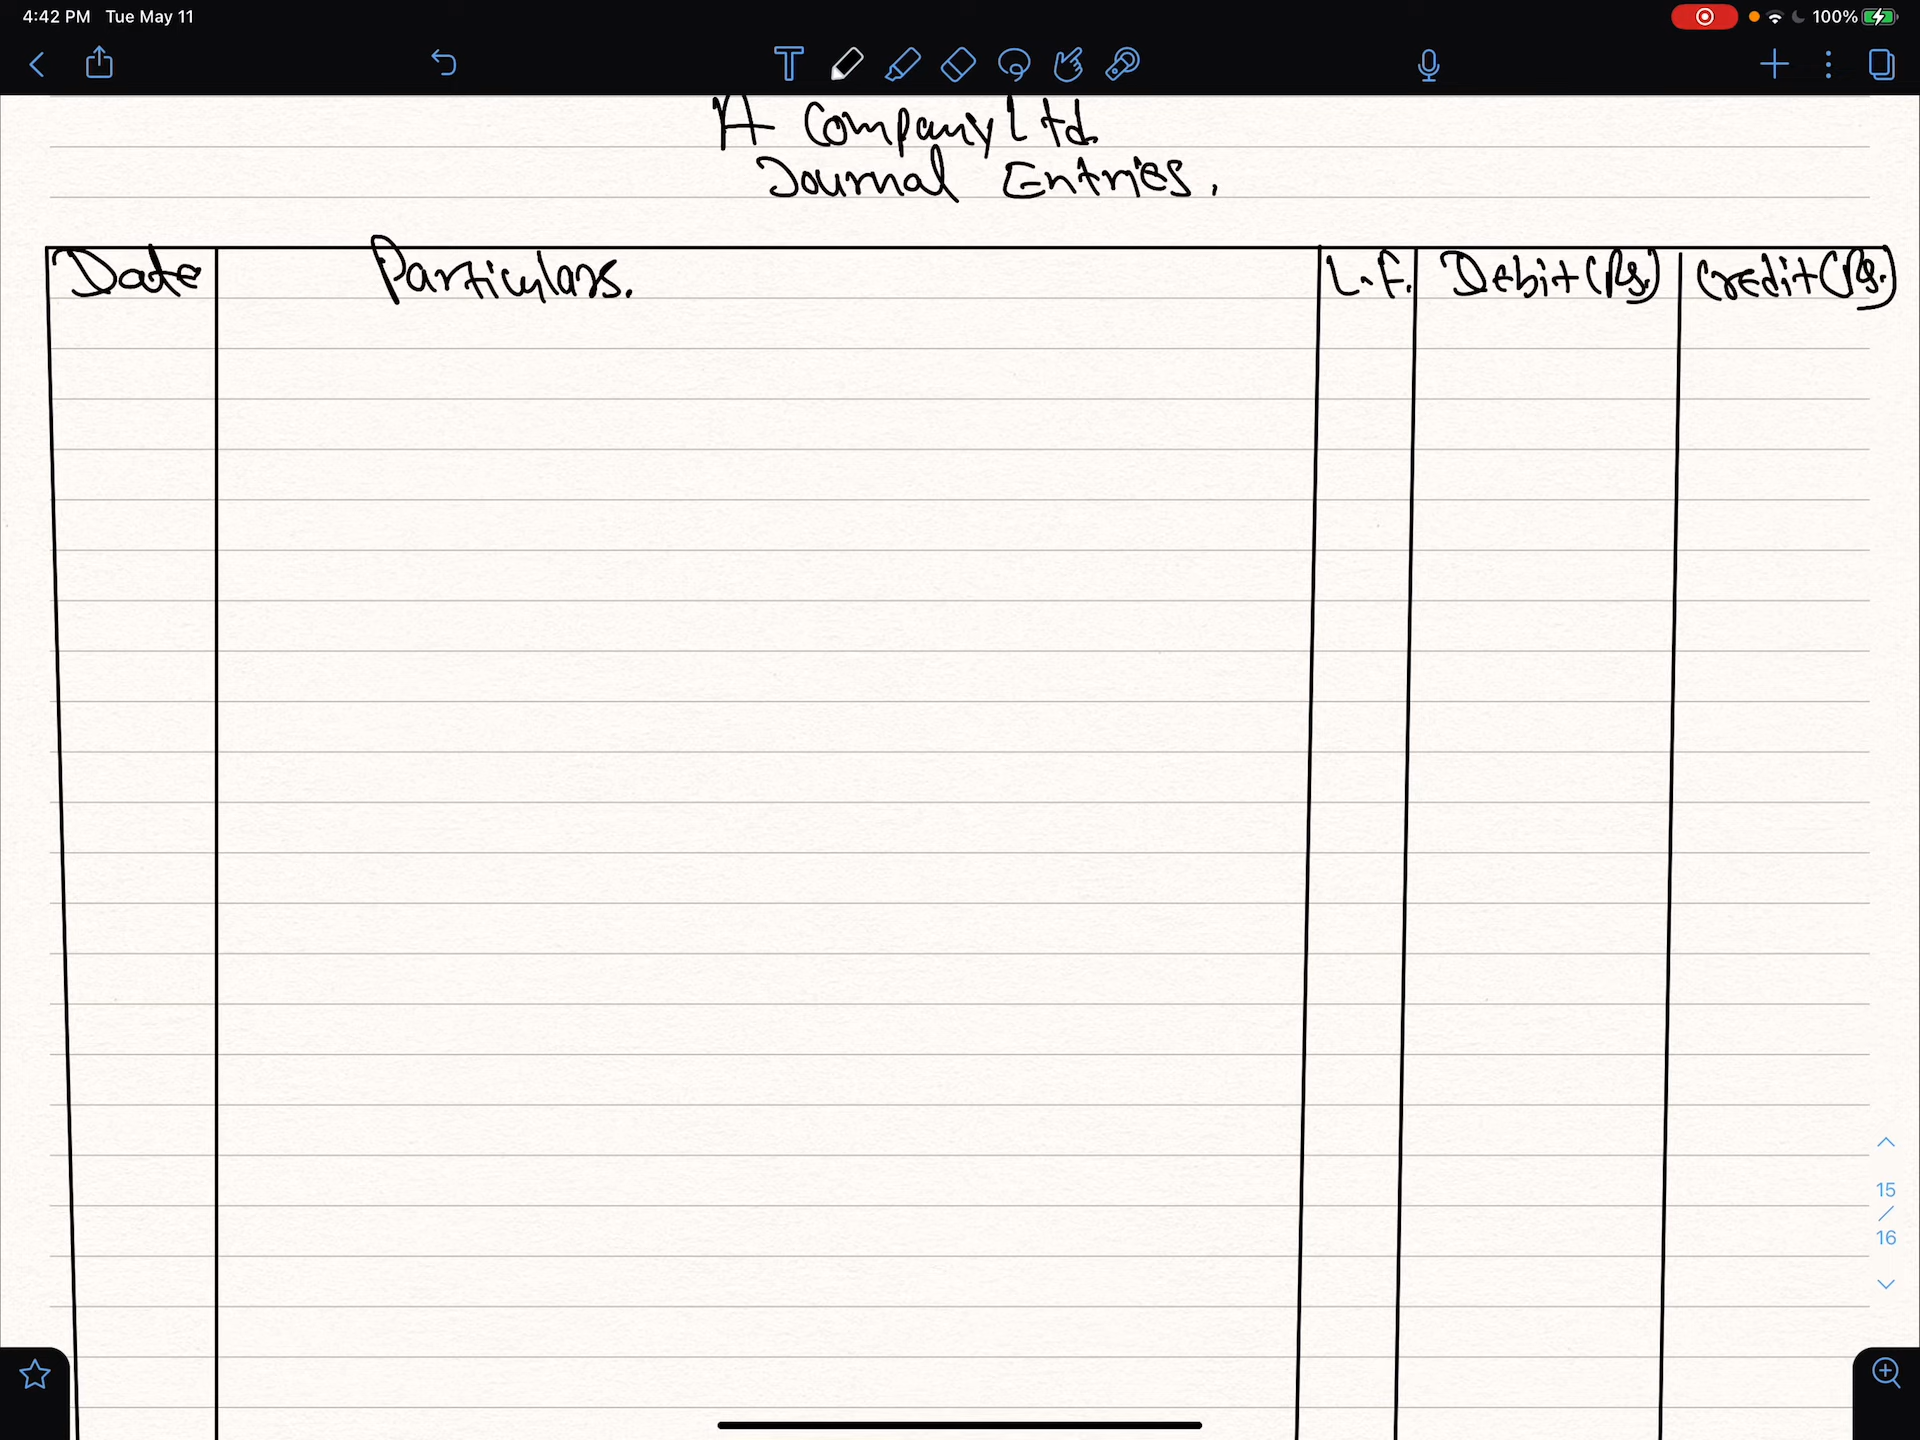 4:42 PM Tue May 11
100%
A Company Ltd.
Journal Entries.
Date Particulars. L.F. Debit (Rs.) Credit (Rs.)
15
/
16